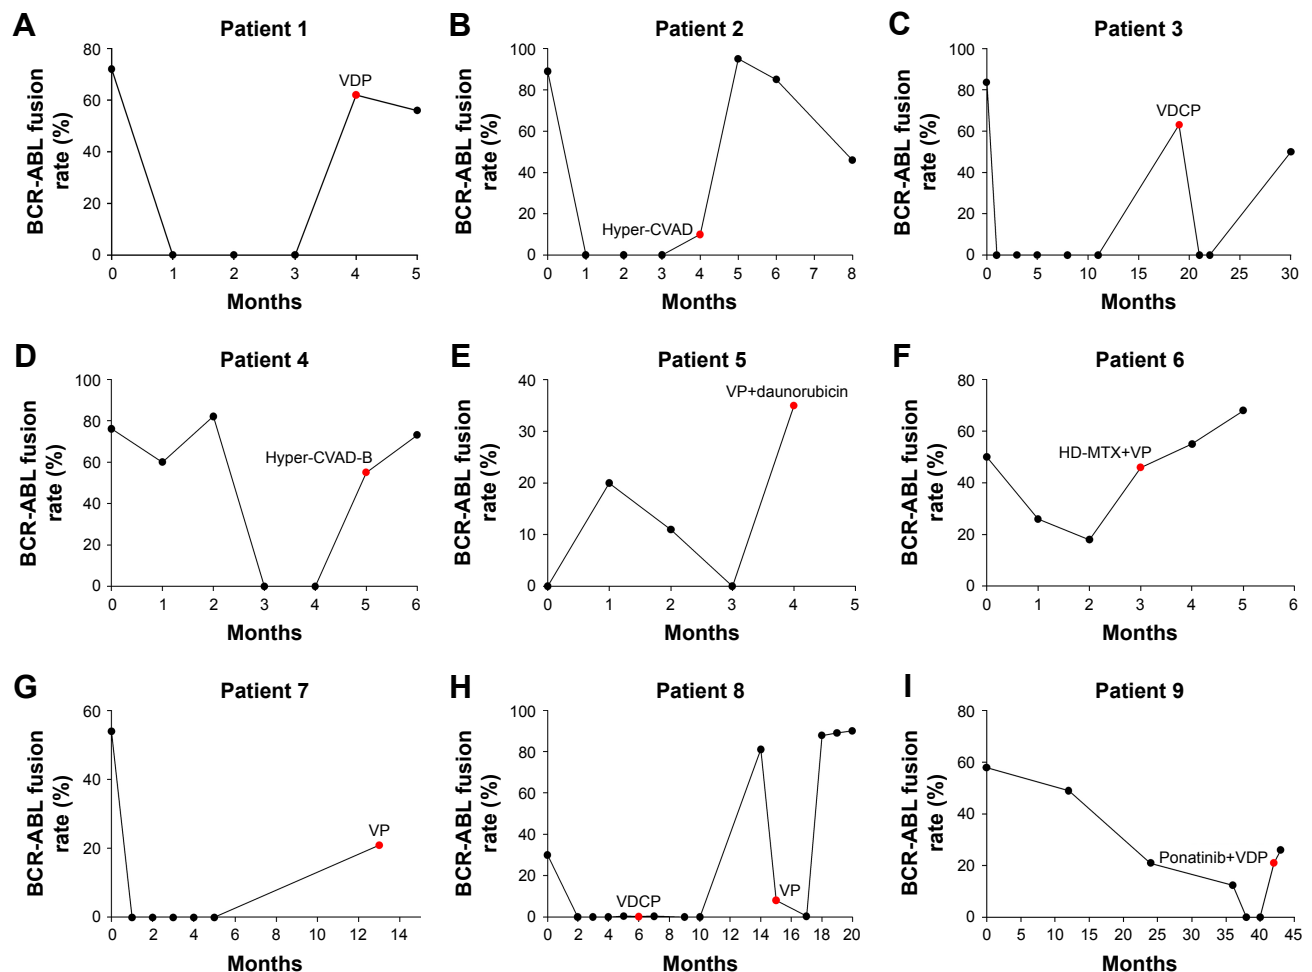 A
Patient 1
BCR-ABL fusion
rate (%)
80
60
40
20
0
VDP
0 1 2 3 4 5
Months
B
Patient 2
BCR-ABL fusion
rate (%)
100
80
60
40
20
0
Hyper-CVAD
0 1 2 3 4 5 6 7 8
Months
C
Patient 3
BCR-ABL fusion
rate (%)
100
80
60
40
20
0
VDCP
0 5 10 15 20 25 30
Months
D
Patient 4
BCR-ABL fusion
rate (%)
100
80
60
40
20
0
Hyper-CVAD-B
0 1 2 3 4 5 6
Months
E
Patient 5
BCR-ABL fusion
rate (%)
40
30
20
10
0
VP+daunorubicin
0 1 2 3 4 5
Months
F
Patient 6
BCR-ABL fusion
rate (%)
80
60
40
20
0
HD-MTX+VP
0 1 2 3 4 5 6
Months
G
Patient 7
BCR-ABL fusion
rate (%)
60
40
20
0
VP
0 2 4 6 8 10 12 14
Months
H
Patient 8
BCR-ABL fusion
rate (%)
100
80
60
40
20
0
VDCP
VP
0 2 4 6 8 10 12 14 16 18 20
Months
I
Patient 9
BCR-ABL fusion
rate (%)
80
60
40
20
0
Ponatinib+VDP
0 5 10 15 20 25 30 35 40 45
Months